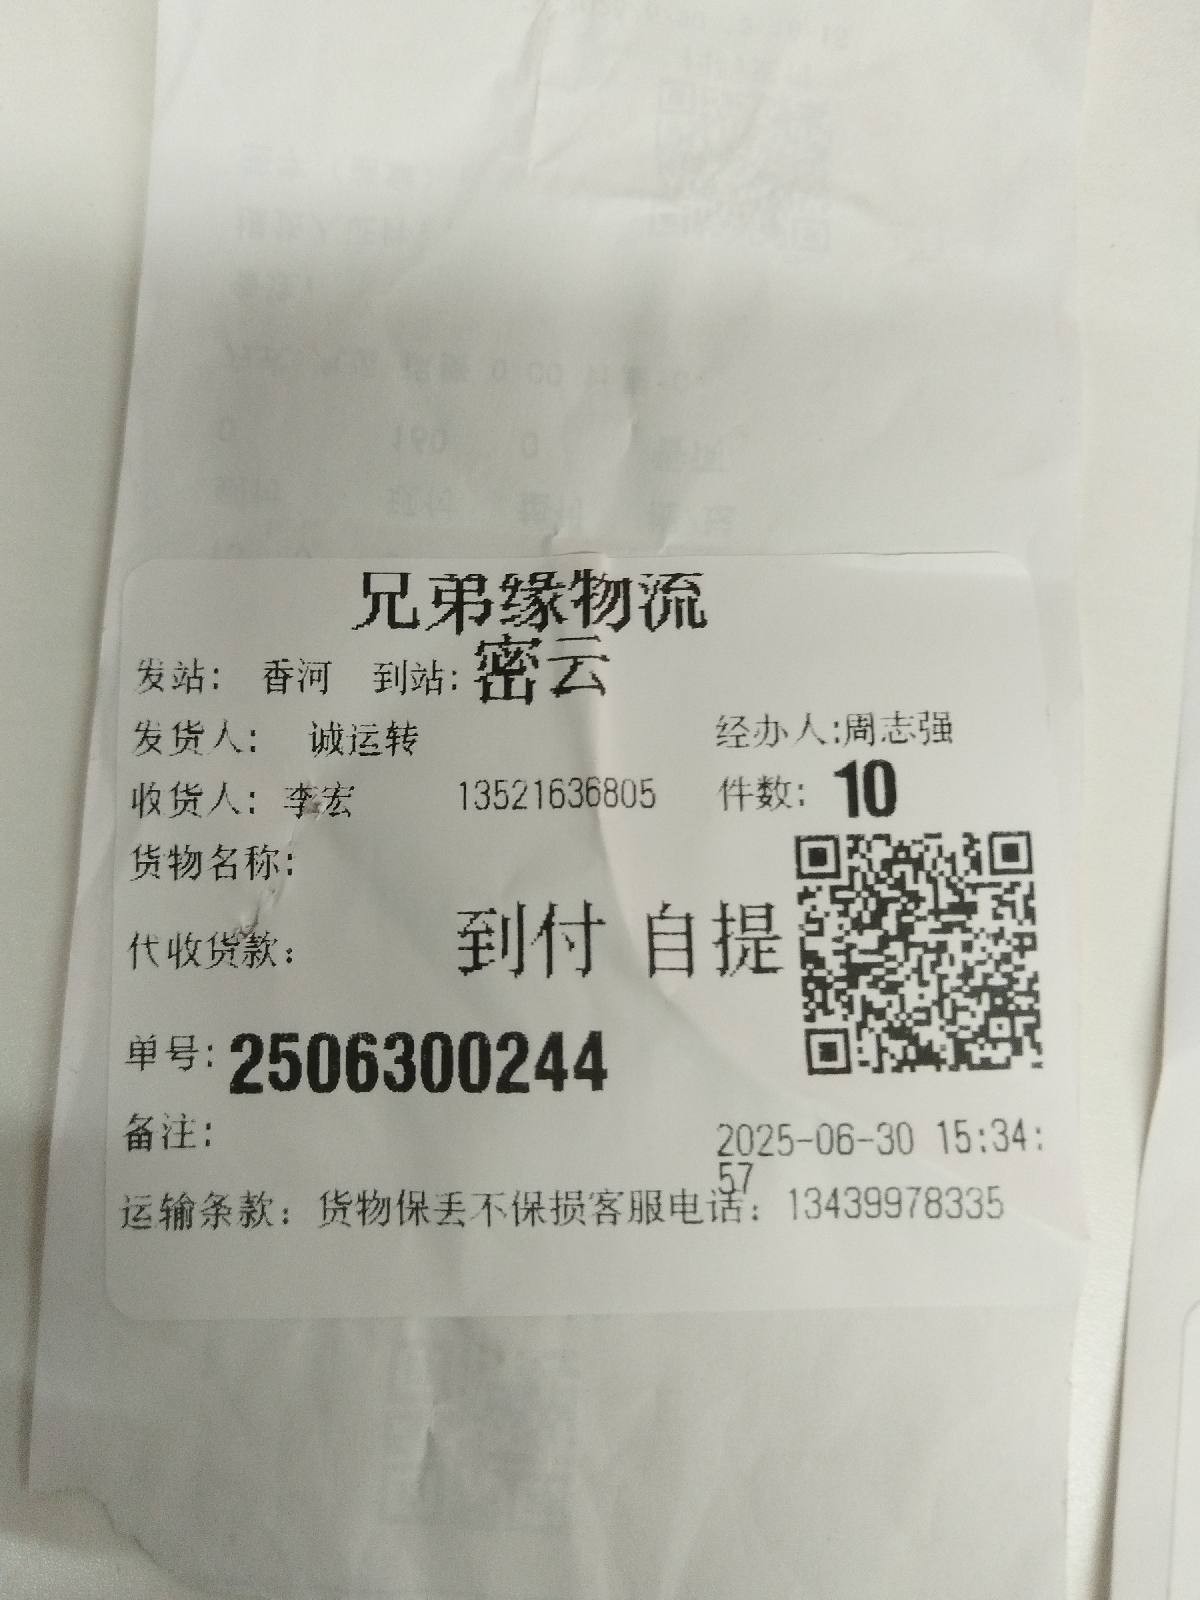 兄弟缘物流
发站： 香河 到站：密云
发货人： 诚运转 经办人:周志强
收货人：李宏 13521636805 件数：10
货物名称：
代收货款： 到付 自提
单号：2506300244
备注：
2025-06-30 15:34:
57
运输条款：货物保丢不保损客服电话：13439978335